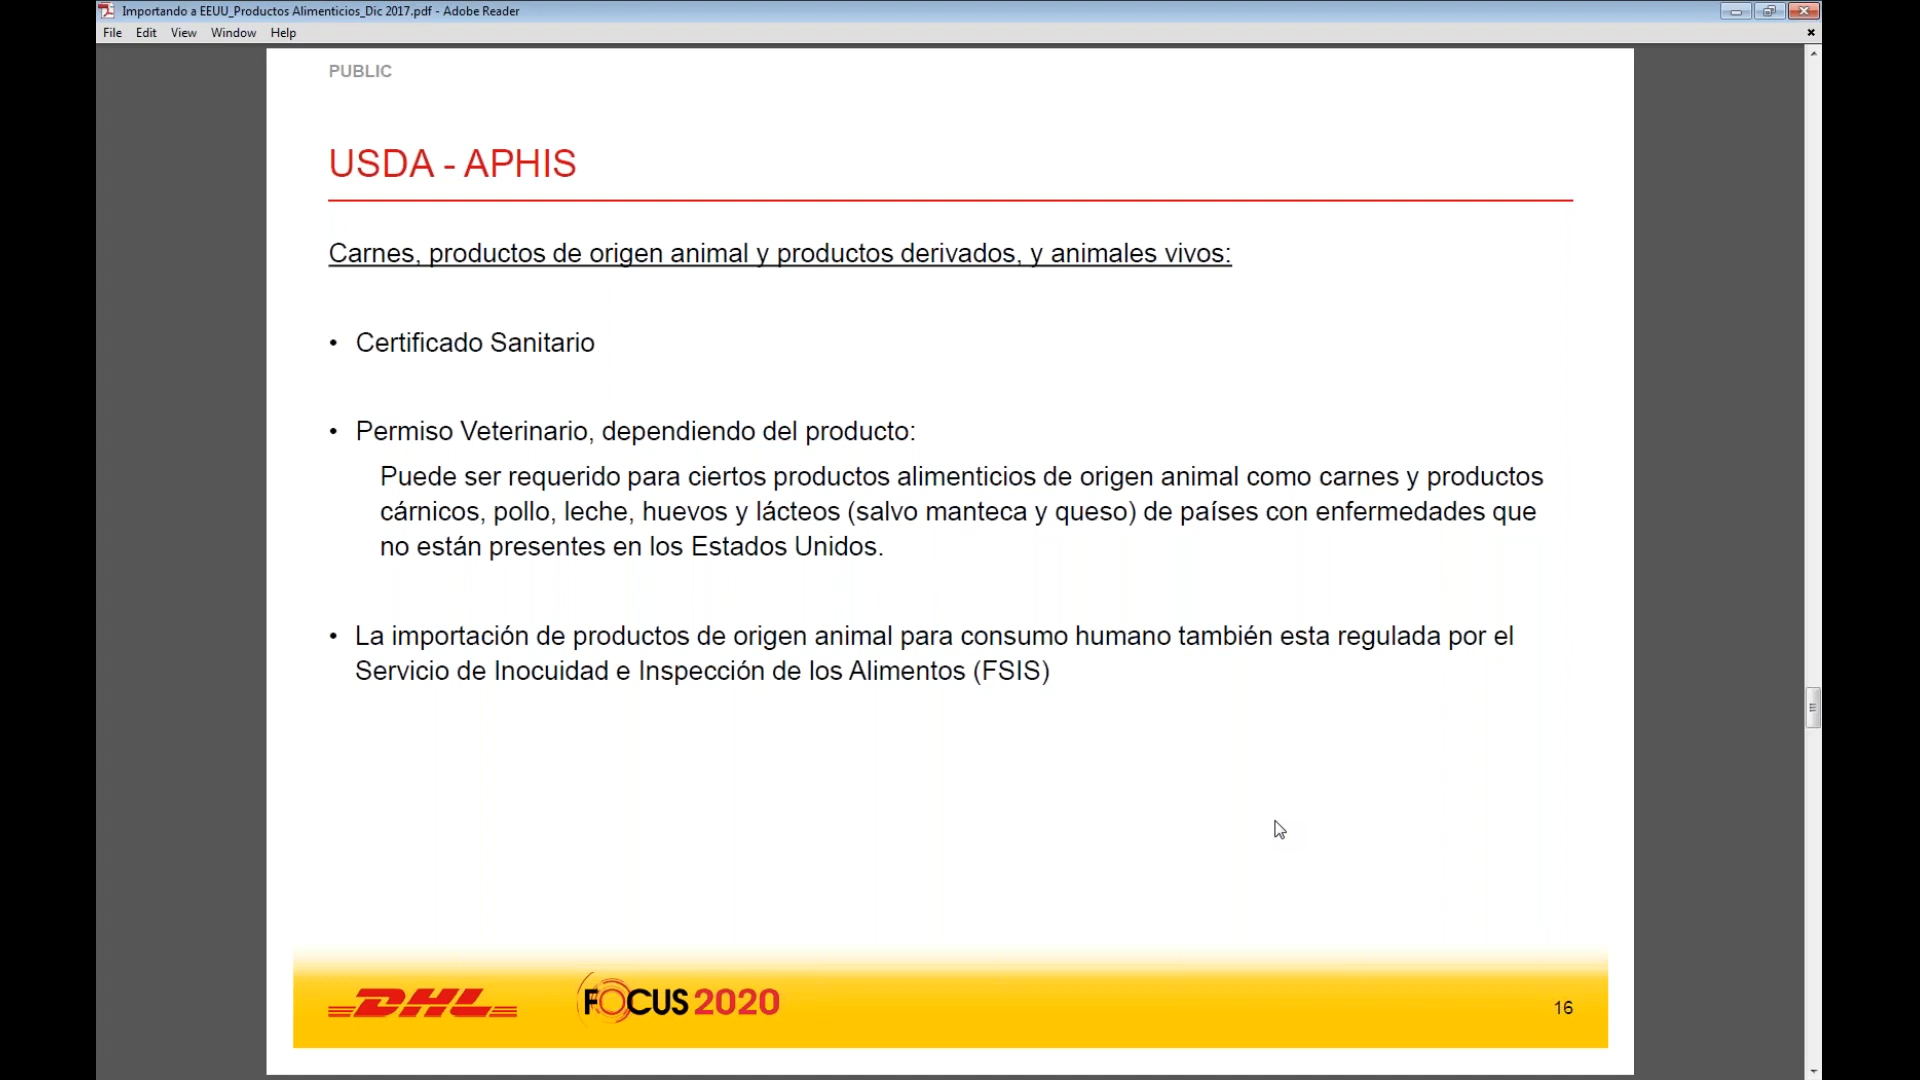 Importando a EEUU_Productos Alimenticios_Dic 2017.pdf - Adobe Reader
File Edit View Window Help
PUBLIC
USDA - APHIS
Carnes, productos de origen animal y productos derivados, y animales vivos:
• Certificado Sanitario
• Permiso Veterinario, dependiendo del producto:
Puede ser requerido para ciertos productos alimenticios de origen animal como carnes y productos
cárnicos, pollo, leche, huevos y lácteos (salvo manteca y queso) de países con enfermedades que
no están presentes en los Estados Unidos.
• La importación de productos de origen animal para consumo humano también esta regulada por el
Servicio de Inocuidad e Inspección de los Alimentos (FSIS)
DHL FOCUS 2020 16